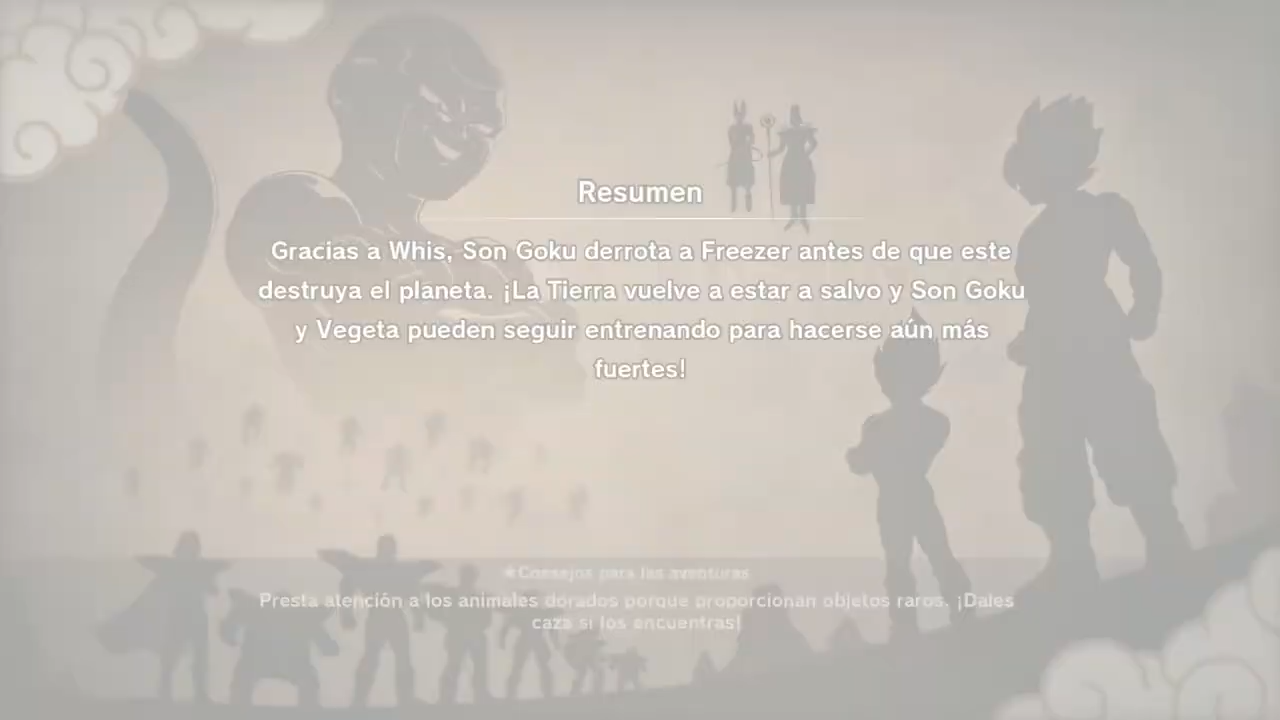 Resumen
Gracias a Whis, Son Goku derrota a Freezer antes de que este
destruya el planeta. ¡La Tierra vuelve a estar a salvo y Son Goku
y Vegeta pueden seguir entrenando para hacerse aún más
fuertes!
★Consejos para las aventuras
Presta atención a los animales dorados porque proporcionan objetos raros. ¡Dales
caza si los encuentras!